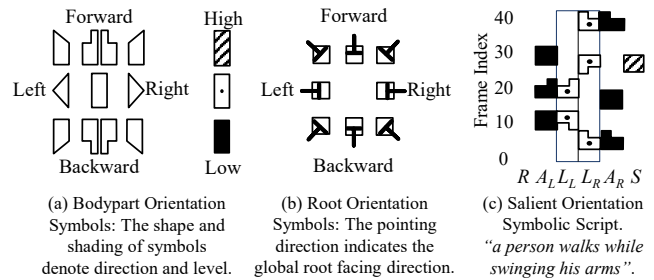 Forward
Left
Right
Backward
High
Low
Forward
Left
Right
Backward
Frame Index
40
30
20
10
0
R A_L L_L L_R A_R S
(a) Bodypart Orientation
Symbols: The shape and
shading of symbols
denote direction and level.
(b) Root Orientation
Symbols: The pointing
direction indicates the
global root facing direction.
(c) Salient Orientation
Symbolic Script.
“a person walks while
swinging his arms”.